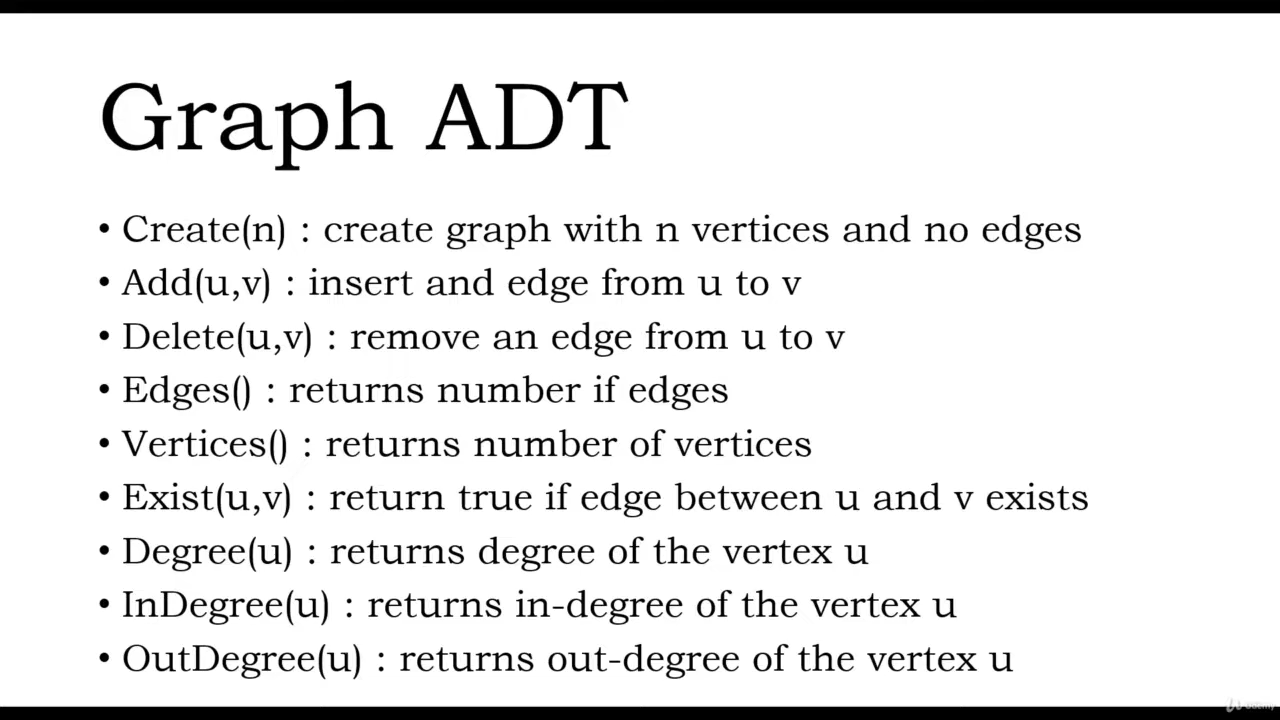 Graph ADT
• Create(n) : create graph with n vertices and no edges
• Add(u,v) : insert and edge from u to v
• Delete(u,v) : remove an edge from u to v
• Edges() : returns number if edges
• Vertices() : returns number of vertices
• Exist(u,v) : return true if edge between u and v exists
• Degree(u) : returns degree of the vertex u
• InDegree(u) : returns in-degree of the vertex u
• OutDegree(u) : returns out-degree of the vertex u
udemy